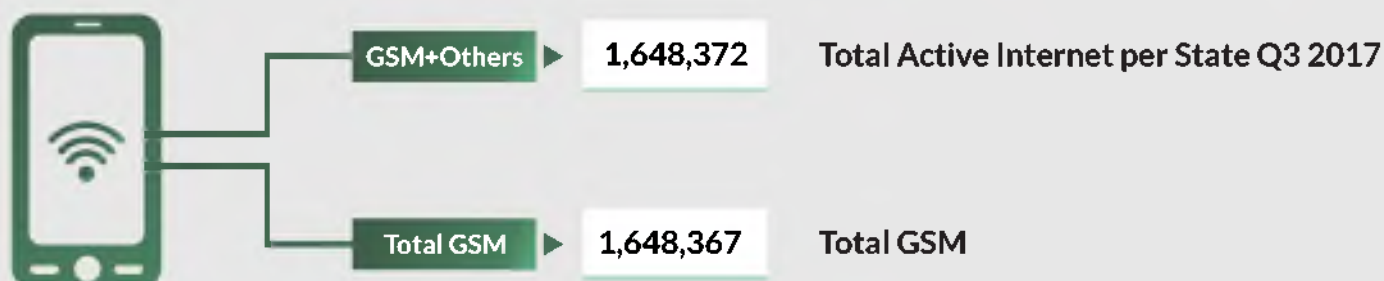 GSM+Others 1,648,372 Total Active Internet per State Q3 2017
Total GSM 1,648,367 Total GSM